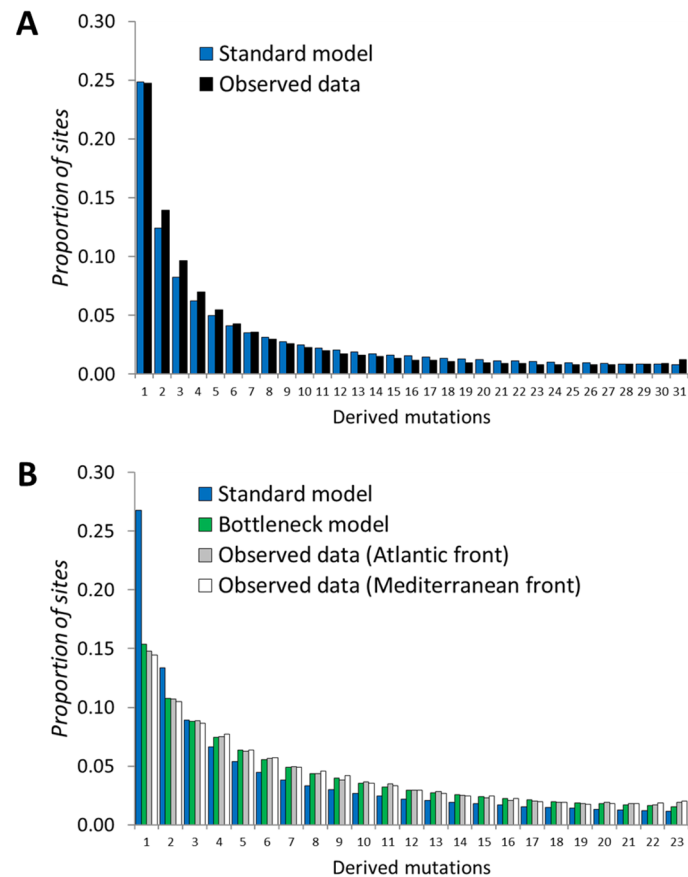 A
0.30
0.25
0.20
0.15
0.10
0.05
0.00
Proportion of sites
Standard model
Observed data
1 2 3 4 5 6 7 8 9 10 11 12 13 14 15 16 17 18 19 20 21 22 23 24 25 26 27 28 29 30 31
Derived mutations
B
0.30
0.25
0.20
0.15
0.10
0.05
0.00
Proportion of sites
Standard model
Bottleneck model
Observed data (Atlantic front)
Observed data (Mediterranean front)
1 2 3 4 5 6 7 8 9 10 11 12 13 14 15 16 17 18 19 20 21 22 23
Derived mutations